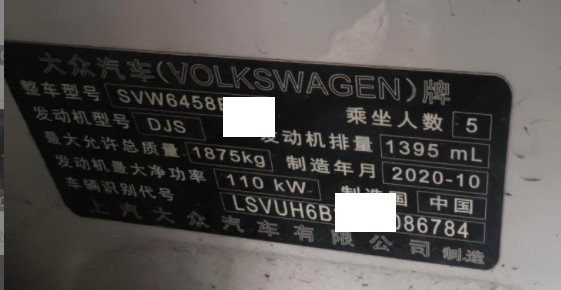 大众汽车(VOLKSWAGEN)牌
整车型号 SVW6458 乘坐人数 5
发动机型号 DJS 发动机排量 1395 mL
最大允许总质量 1875kg 制造年月 2020-10
发动机最大净功率 110 kW 制造国 中国
车辆识别代号 LSVUH6B 086784
上汽大众汽车有限公司 制造